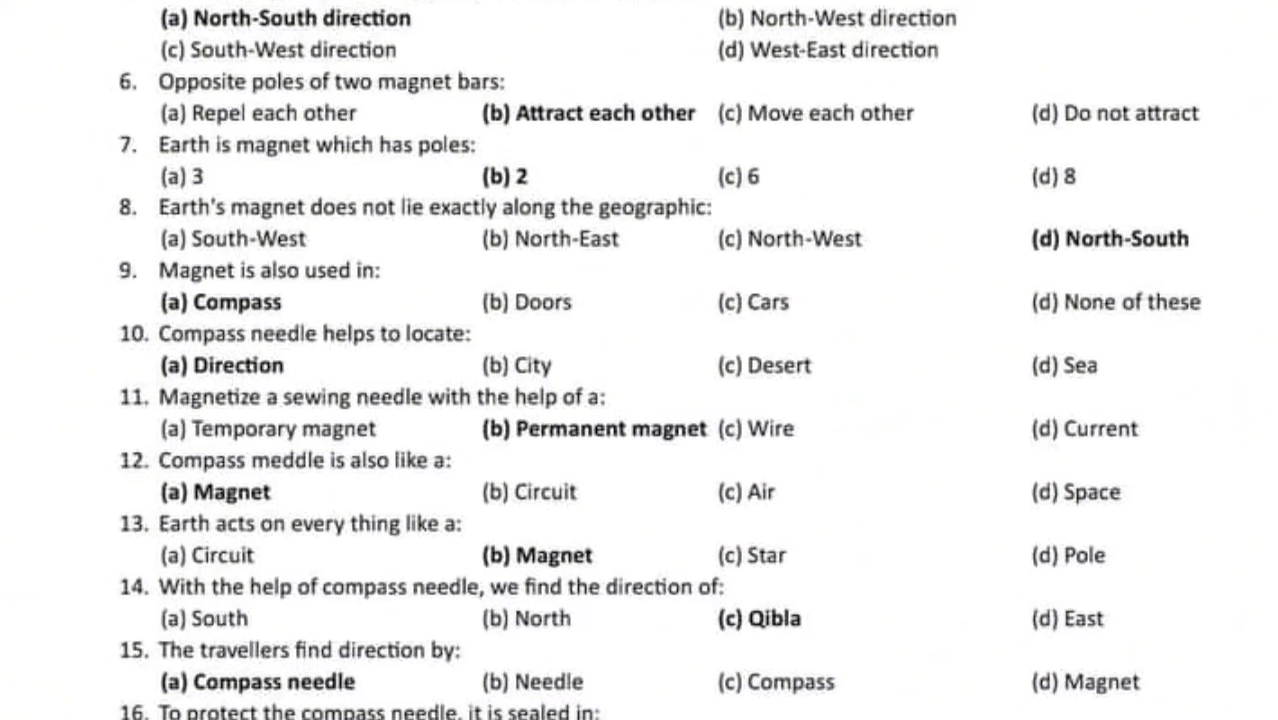 (a) North-South direction (b) North-West direction
(c) South-West direction (d) West-East direction
6. Opposite poles of two magnet bars:
(a) Repel each other (b) Attract each other (c) Move each other (d) Do not attract
7. Earth is magnet which has poles:
(a) 3 (b) 2 (c) 6 (d) 8
8. Earth's magnet does not lie exactly along the geographic:
(a) South-West (b) North-East (c) North-West (d) North-South
9. Magnet is also used in:
(a) Compass (b) Doors (c) Cars (d) None of these
10. Compass needle helps to locate:
(a) Direction (b) City (c) Desert (d) Sea
11. Magnetize a sewing needle with the help of a:
(a) Temporary magnet (b) Permanent magnet (c) Wire (d) Current
12. Compass meddle is also like a:
(a) Magnet (b) Circuit (c) Air (d) Space
13. Earth acts on every thing like a:
(a) Circuit (b) Magnet (c) Star (d) Pole
14. With the help of compass needle, we find the direction of:
(a) South (b) North (c) Qibla (d) East
15. The travellers find direction by:
(a) Compass needle (b) Needle (c) Compass (d) Magnet
16. To protect the compass needle, it is sealed in: